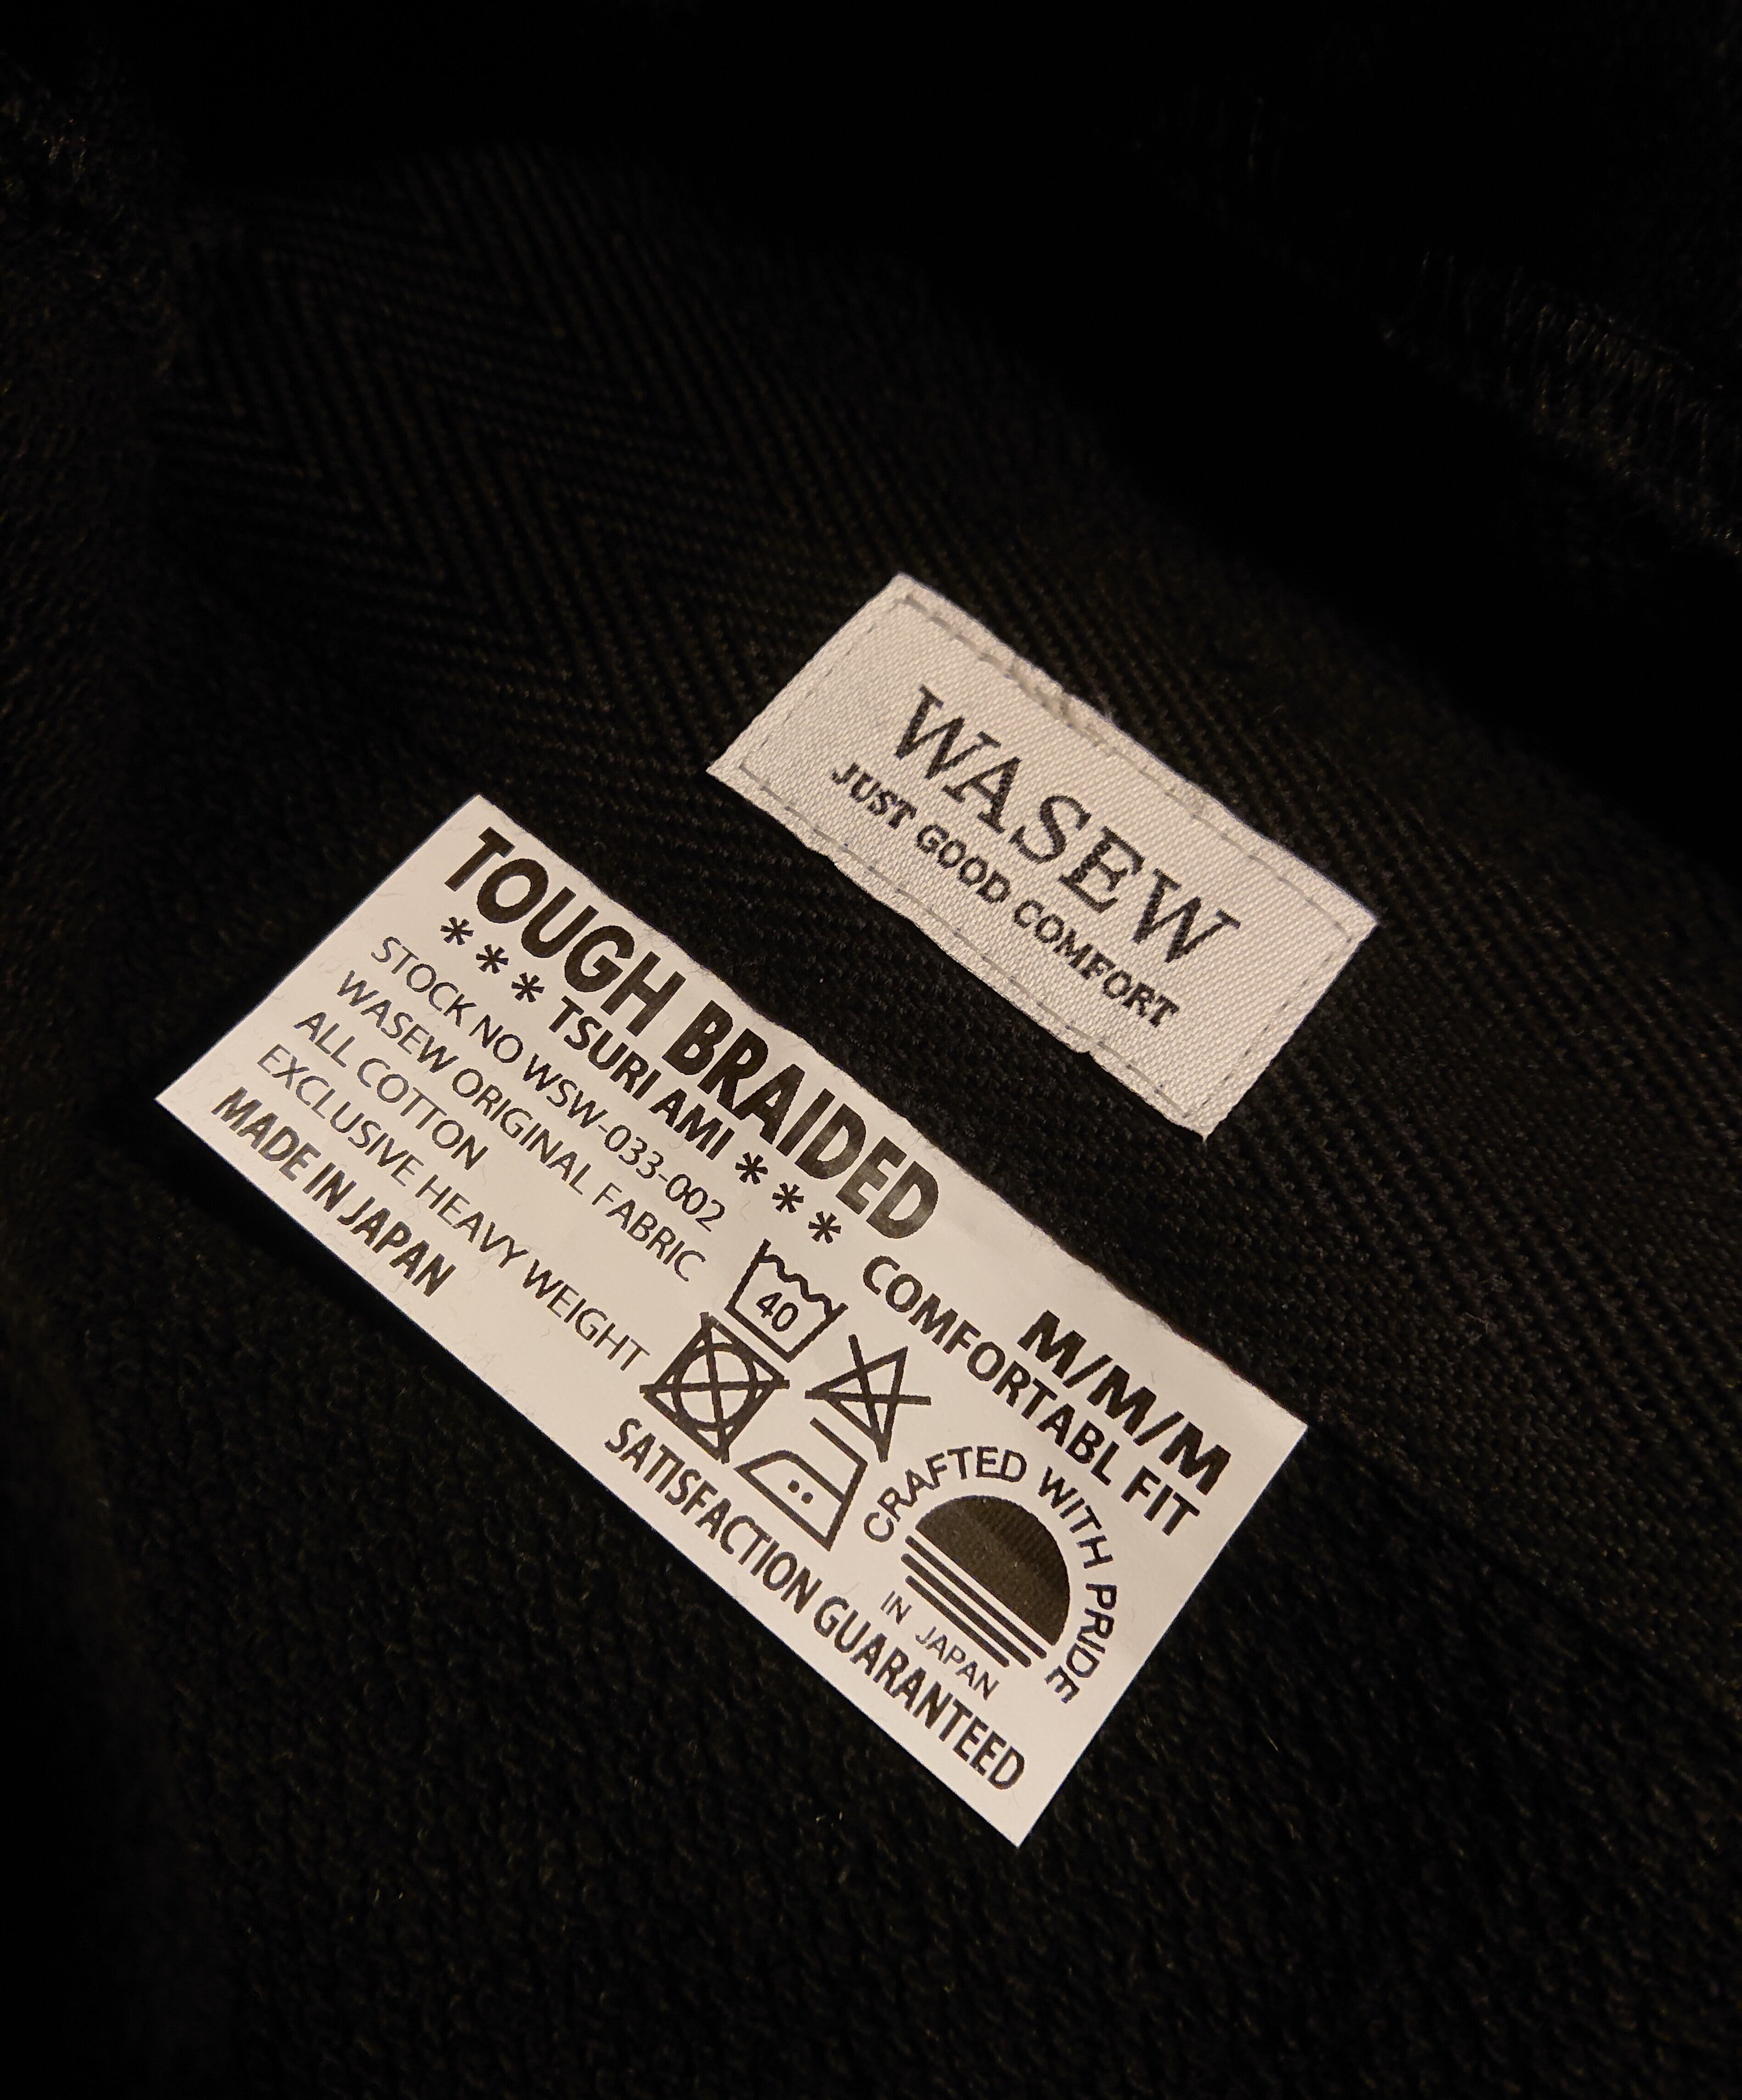 WASEW
JUST GOOD COMFORT
TOUGH BRAIDED
*** TSURI AMI ***
STOCK NO WSW-033-002
WASEW ORIGINAL FABRIC
ALL COTTON
EXCLUSIVE HEAVY WEIGHT
MADE IN JAPAN
40
M/M/M
COMFORTABL FIT
CRAFTED WITH PRIDE
IN JAPAN
SATISFACTION GUARANTEED